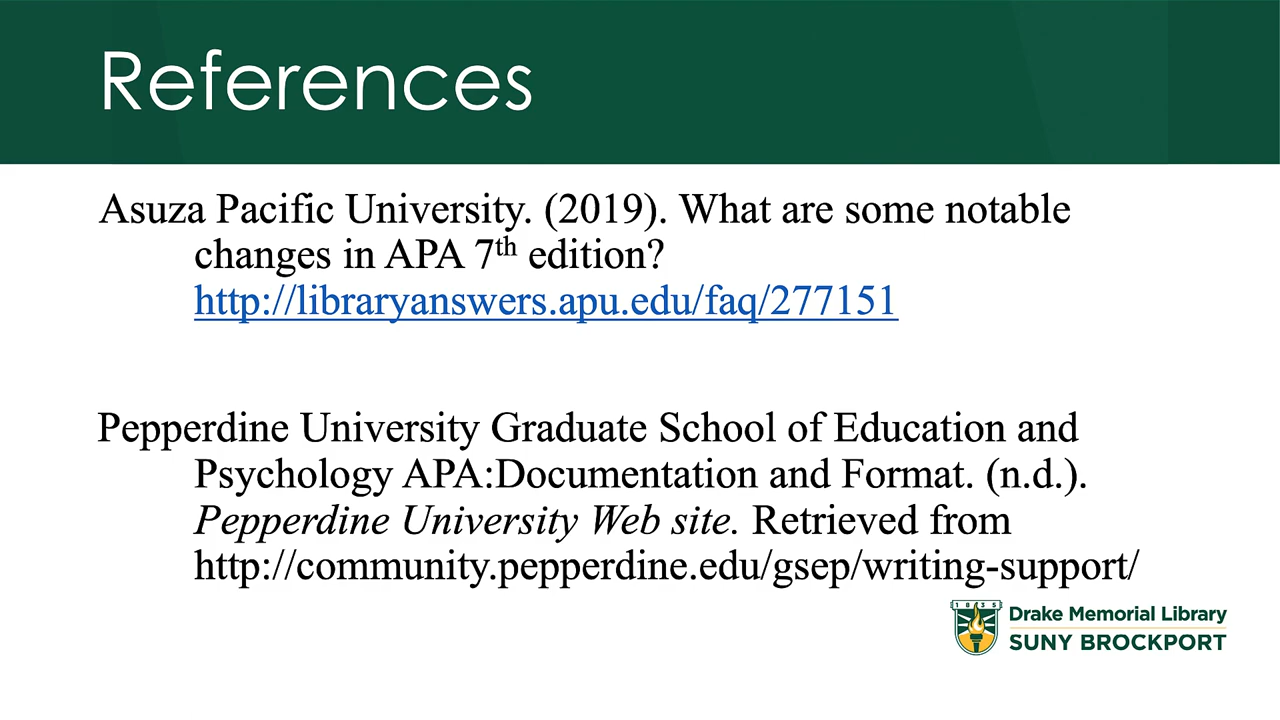 References
Asuza Pacific University. (2019). What are some notable
changes in APA 7th edition?
http://libraryanswers.apu.edu/faq/277151
Pepperdine University Graduate School of Education and
Psychology APA:Documentation and Format. (n.d.).
Pepperdine University Web site. Retrieved from
http://community.pepperdine.edu/gsep/writing-support/
1835
Drake Memorial Library
SUNY BROCKPORT